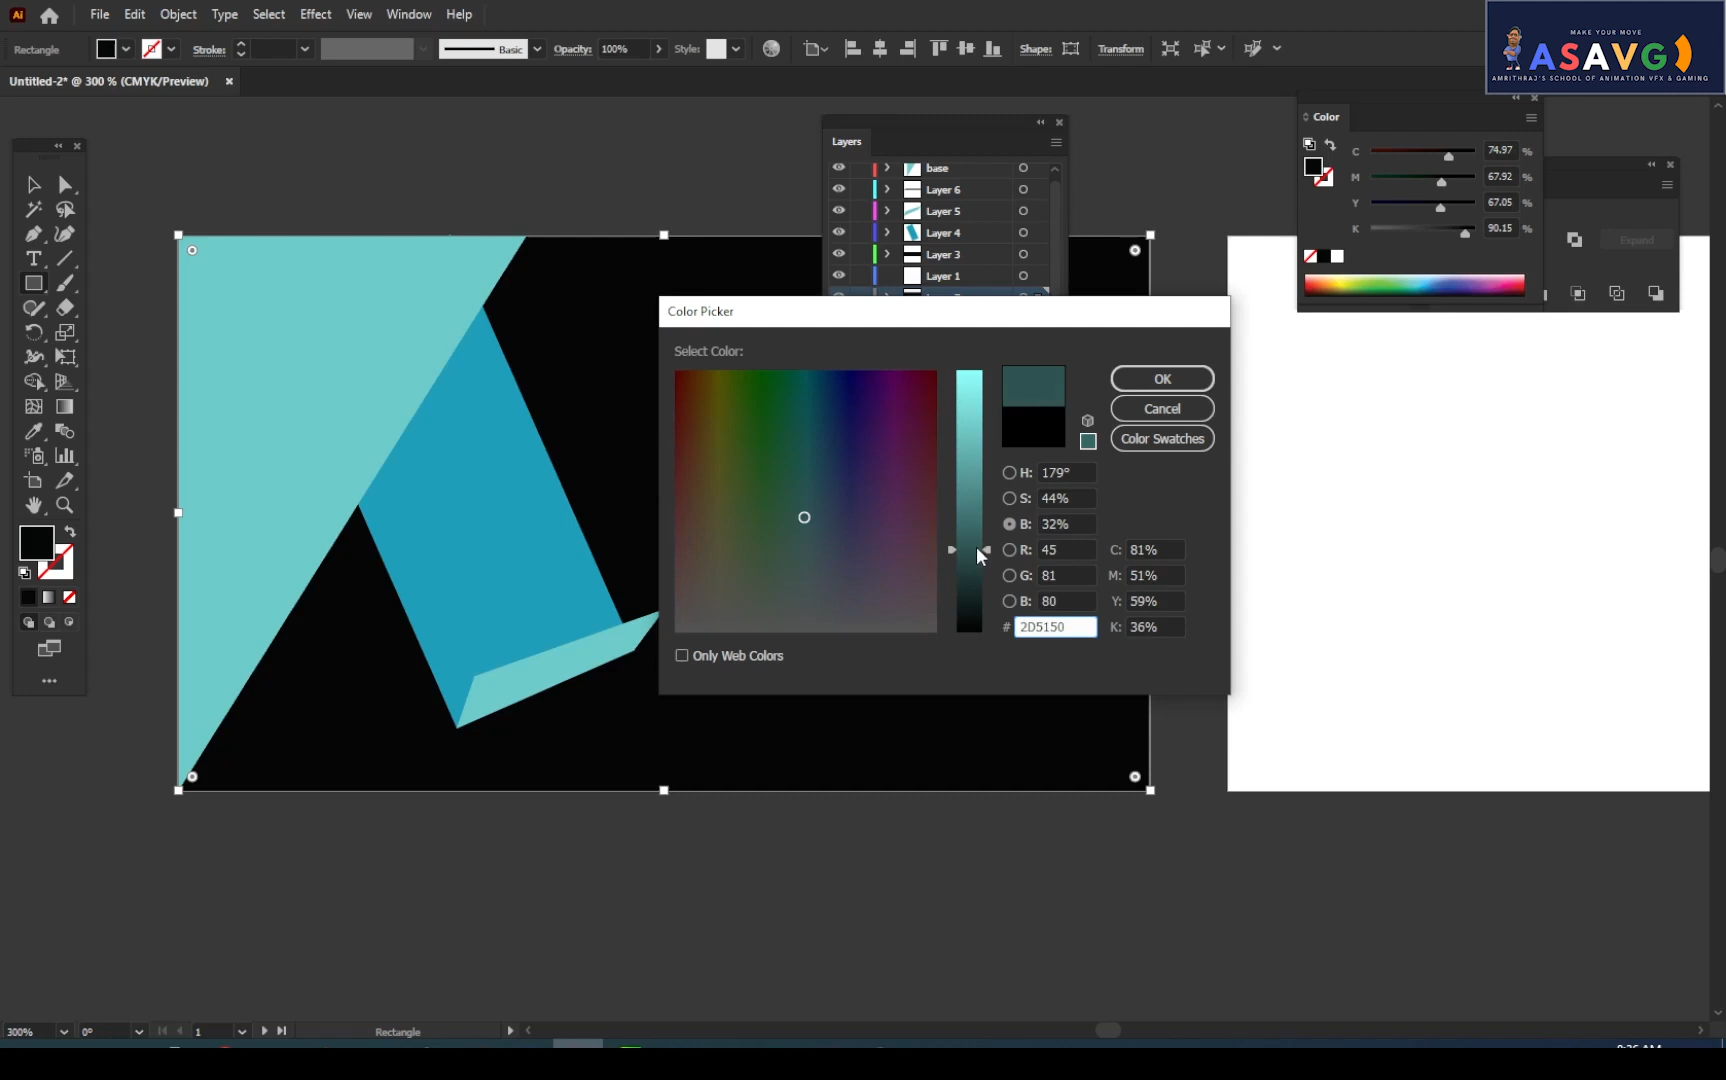 Ai File Edit Object Select Effect View Window Help
MAKE YOUR MOVE
ASAVG
AMRITHRAJ'S SCHOOL OF ANIMATION VFX & GAMING
Rectangle Stroke: Basic Opacity: 100% Style: Shape: Transform
Untitled-2* @ 300 % (CMYK/Preview)
Color
C 74.97 %
M 67.92 %
Y 67.05 %
K 90.15 %
Expand
Layers
base
Layer 6
Layer 5
Layer 4
Layer 3
Layer 1
Color Picker
Select Color:
OK
Cancel
Color Swatches
H: 179°
S: 44%
B: 32%
R: 45 C: 81%
G: 81 M: 51%
B: 80 Y: 59%
# 2D5150 K: 36%
Only Web Colors
300% 0° 1 Rectangle